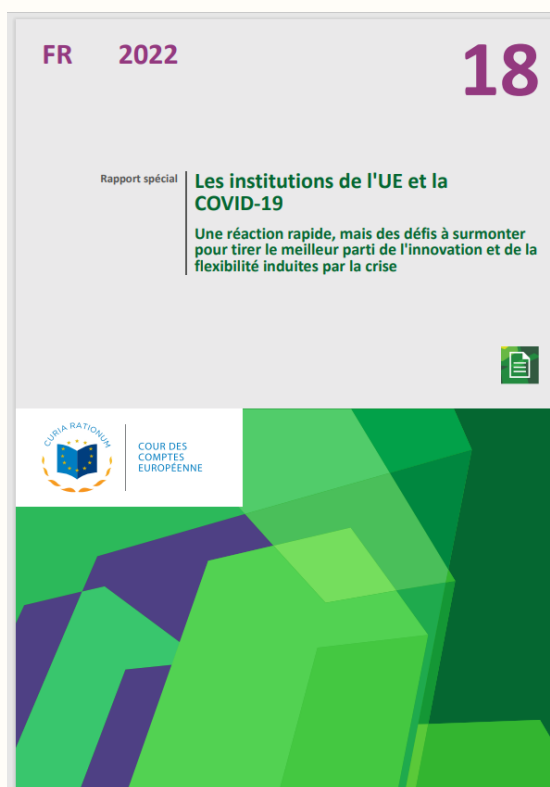 FR 2022
18
Rapport spécial
Les institutions de l'UE et la
COVID-19
Une réaction rapide, mais des défis à surmonter
pour tirer le meilleur parti de l'innovation et de la
flexibilité induites par la crise
CURIA RATIONUM
COUR DES
COMPTES
EUROPÉENNE